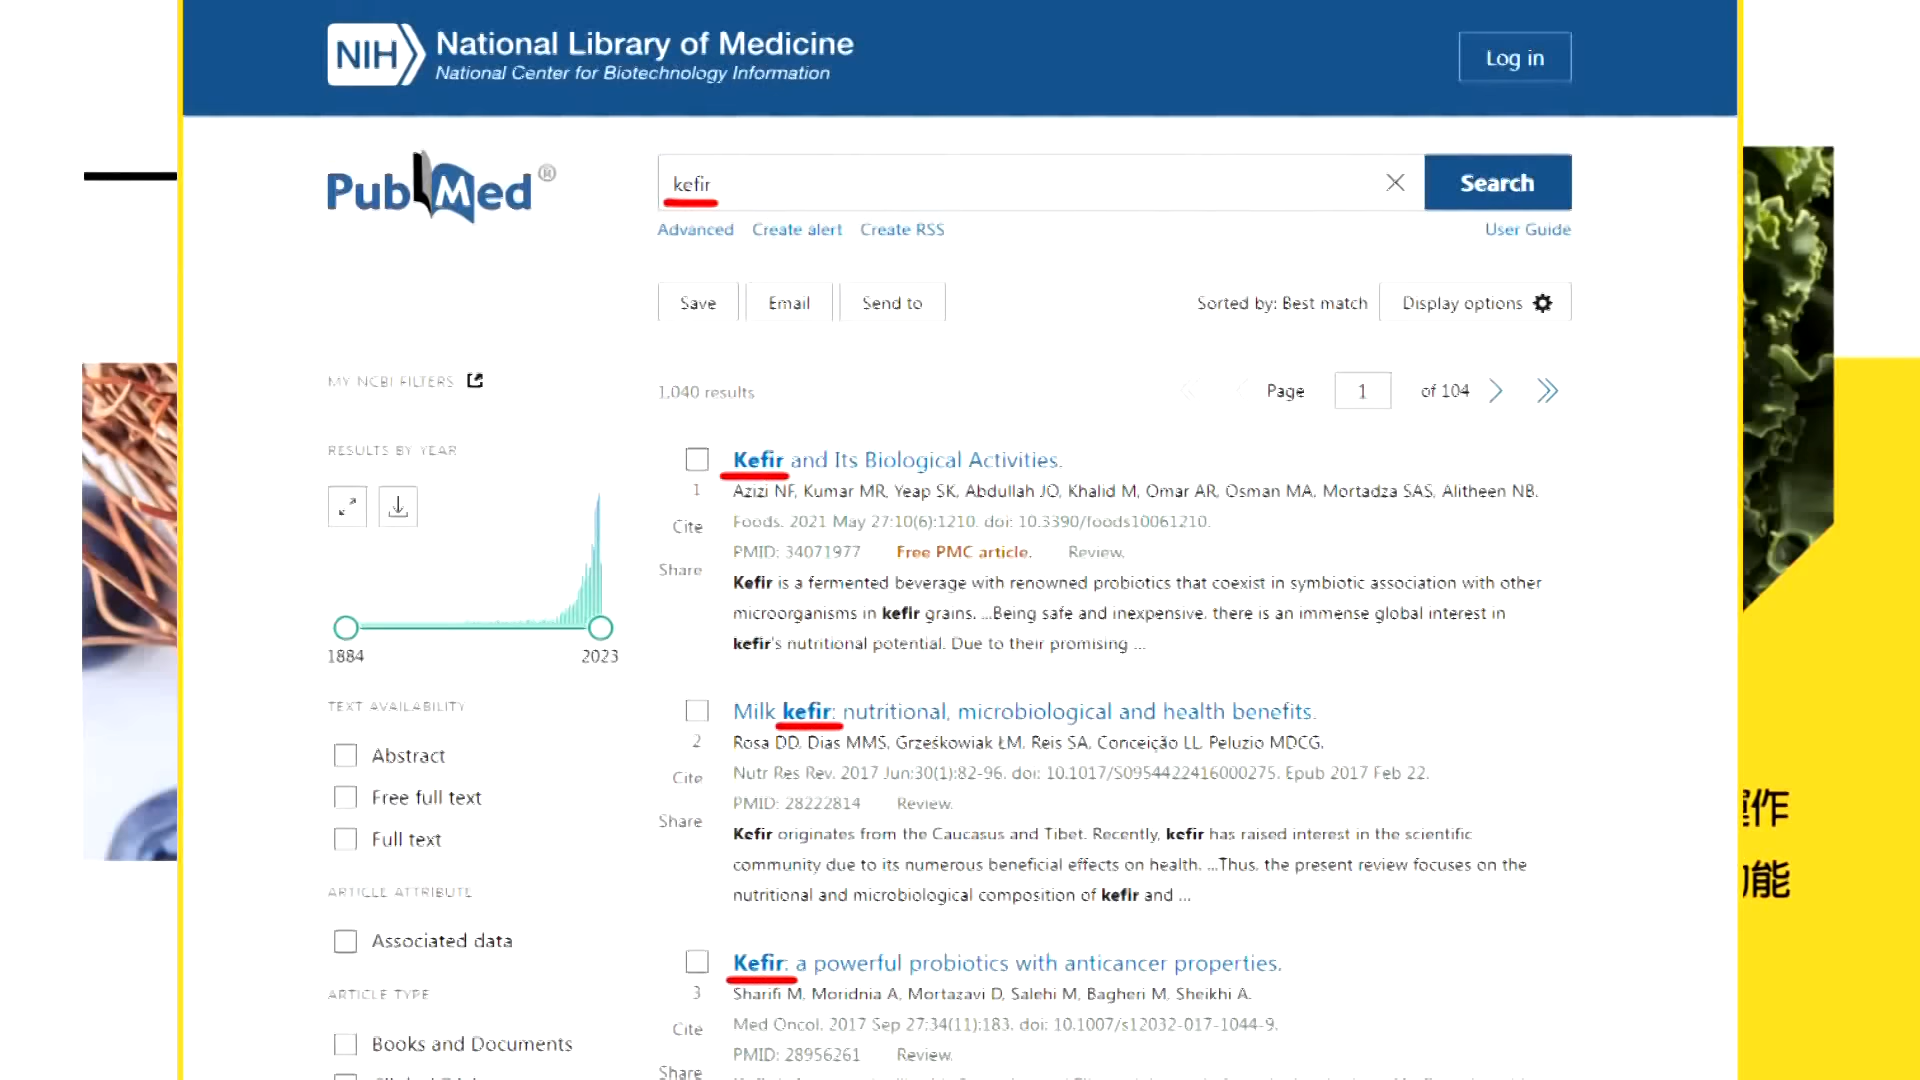 NIH National Library of Medicine
National Center for Biotechnology Information
Log in
PubMed®
kefir
Search
Advanced Create alert Create RSS
User Guide
Save Email Send to
Sorted by: Best match Display options
MY NCBI FILTERS
1,040 results
Page 1 of 104
RESULTS BY YEAR
1884 2023
TEXT AVAILABILITY
Abstract
Free full text
Full text
ARTICLE ATTRIBUTE
Associated data
ARTICLE TYPE
Books and Documents
Kefir and Its Biological Activities.
1
Azizi NF, Kumar MR, Yeap SK, Abdullah JO, Khalid M, Omar AR, Osman MA, Mortadza SAS, Alitheen NB.
Cite
Foods. 2021 May 27;10(6):1210. doi: 10.3390/foods10061210.
PMID: 34071977 Free PMC article. Review.
Share
Kefir is a fermented beverage with renowned probiotics that coexist in symbiotic association with other
microorganisms in kefir grains. ...Being safe and inexpensive, there is an immense global interest in
kefir's nutritional potential. Due to their promising ...
Milk kefir: nutritional, microbiological and health benefits.
2
Rosa DD, Dias MMS, Grześkowiak ŁM, Reis SA, Conceição LL, Peluzio MDCG.
Cite
Nutr Res Rev. 2017 Jun;30(1):82-96. doi: 10.1017/S0954422416000275. Epub 2017 Feb 22.
PMID: 28222814 Review.
Share
Kefir originates from the Caucasus and Tibet. Recently, kefir has raised interest in the scientific
community due to its numerous beneficial effects on health. ...Thus, the present review focuses on the
nutritional and microbiological composition of kefir and ...
Kefir: a powerful probiotics with anticancer properties.
3
Sharifi M, Moridnia A, Mortazavi D, Salehi M, Bagheri M, Sheikhi A.
Cite
Med Oncol. 2017 Sep 27;34(11):183. doi: 10.1007/s12032-017-1044-9.
PMID: 28956261 Review.
Share
作
能